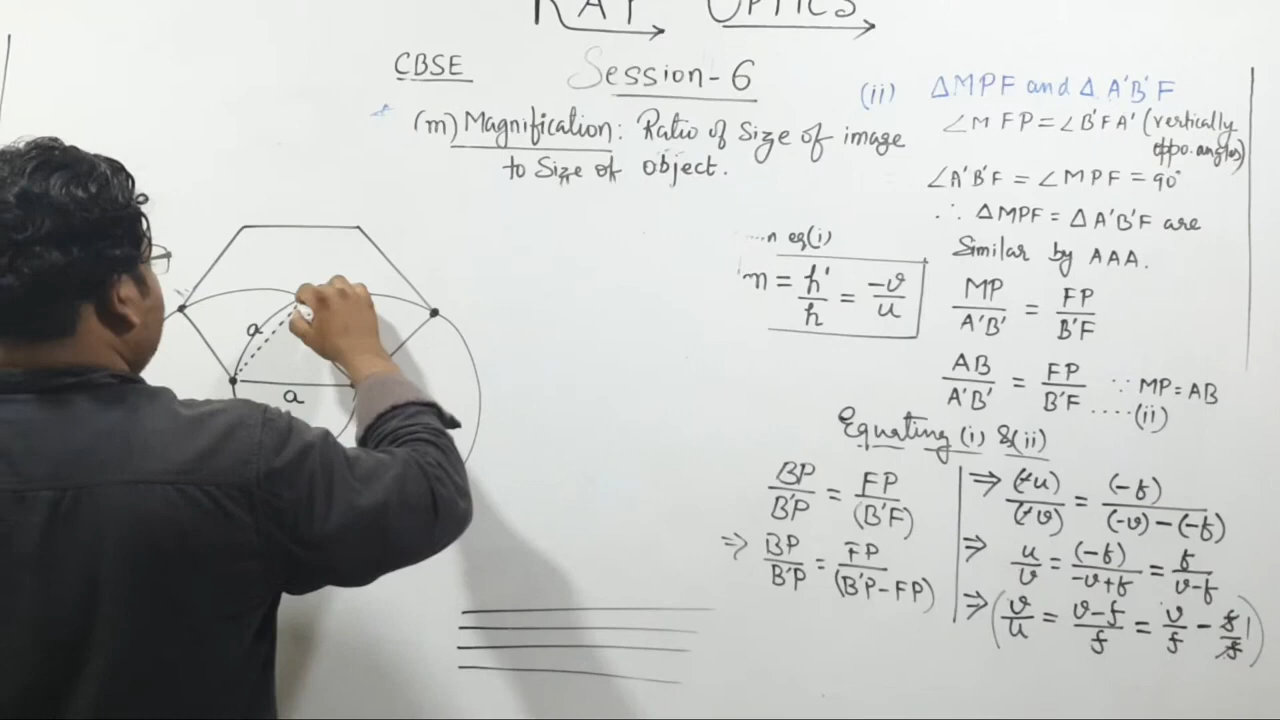 RAY OPTICS
CBSE
Session-6
(m) Magnification: Ratio of Size of image
to Size of object.
eq(i)
m = h'/h = -v/u
a
a
(ii) ΔMPF and Δ A'B'F
∠MFP = ∠B'FA' (vertically
oppo. angles)
∠A'B'F = ∠MPF = 90°
∴ ΔMPF = ΔA'B'F are
Similar by AAA.
MP/A'B' = FP/B'F
AB/A'B' = FP/B'F ∵ MP = AB
....(ii)
Equating (i) &(ii)
BP/B'P = FP/(B'F)
⇒ BP/B'P = FP/(B'P-FP)
⇒ (+u)/(+v) = (-f)/((-v)-(-f))
⇒ u/v = (-f)/(-v+f) = f/(v-f)
⇒ (v/u = (v-f)/f = v/f - f/f 1)